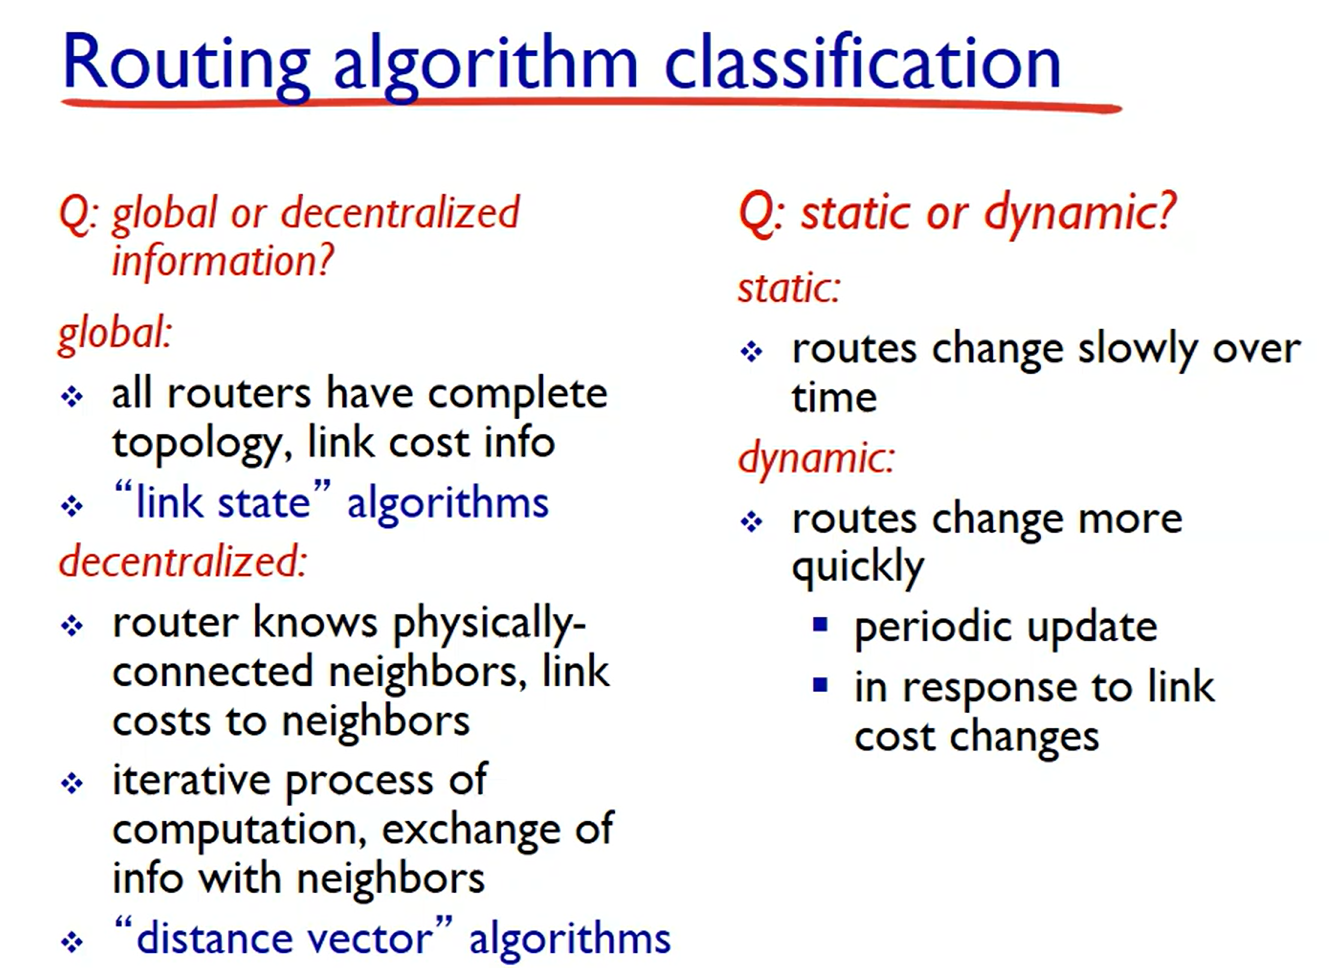 Routing algorithm classification
Q: global or decentralized
information?
global:
❖ all routers have complete
topology, link cost info
❖ “link state” algorithms
decentralized:
❖ router knows physically-
connected neighbors, link
costs to neighbors
❖ iterative process of
computation, exchange of
info with neighbors
❖ “distance vector” algorithms
Q: static or dynamic?
static:
❖ routes change slowly over
time
dynamic:
❖ routes change more
quickly
▪ periodic update
▪ in response to link
cost changes